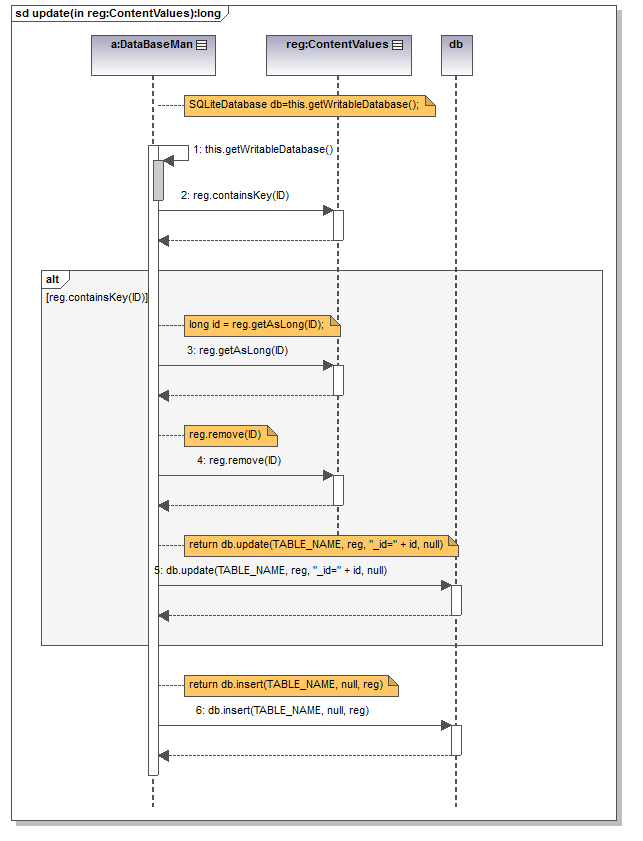 sd update(in reg:ContentValues):long
a:DataBaseMan
reg:ContentValues
db
SQLiteDatabase db=this.getWritableDatabase();
1: this.getWritableDatabase()
2: reg.containsKey(ID)
alt
[reg.containsKey(ID)]
long id = reg.getAsLong(ID);
3: reg.getAsLong(ID)
reg.remove(ID)
4: reg.remove(ID)
return db.update(TABLE_NAME, reg, "_id=" + id, null)
5: db.update(TABLE_NAME, reg, "_id=" + id, null)
return db.insert(TABLE_NAME, null, reg)
6: db.insert(TABLE_NAME, null, reg)